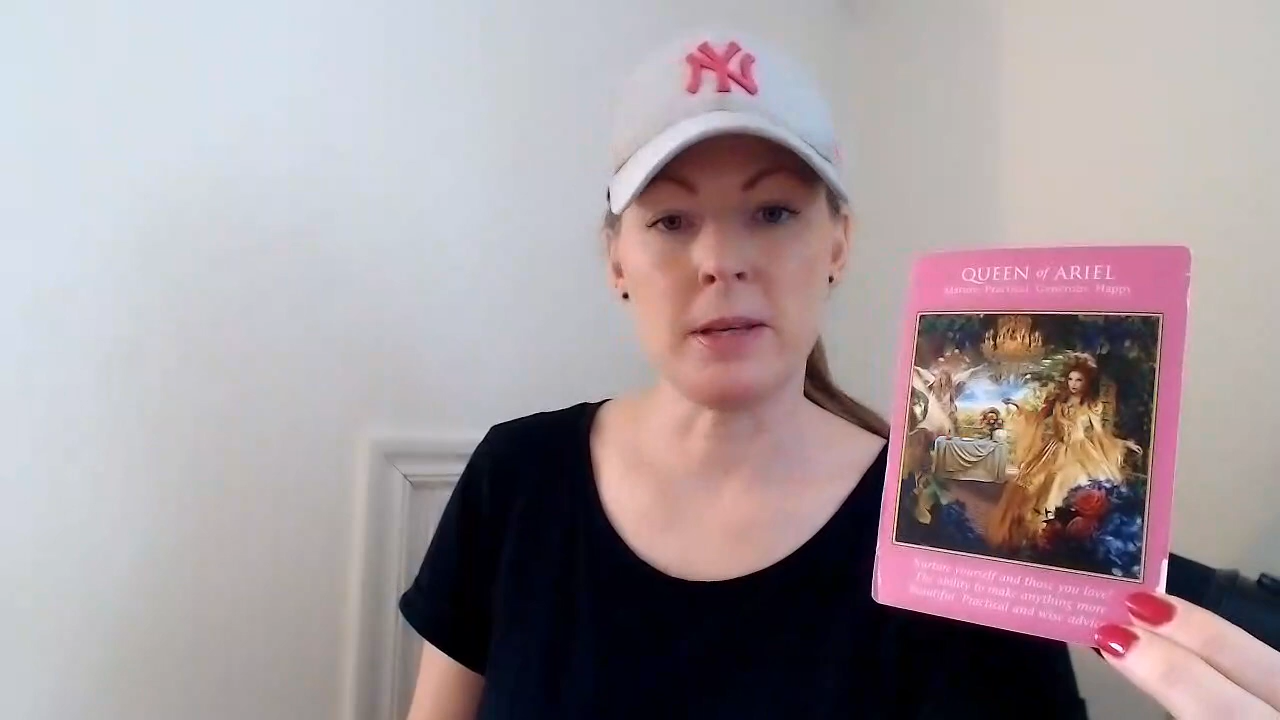 NY
QUEEN of ARIEL
Mature. Practical. Generous. Happy
Nurture yourself and those you love.
The ability to make anything more
beautiful. Practical and wise advice.